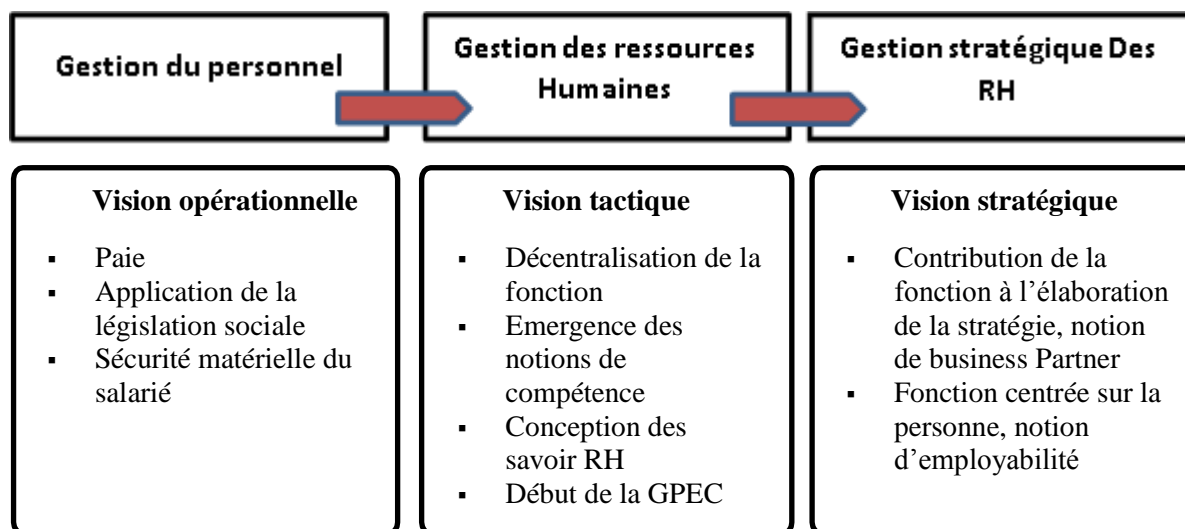 Gestion du personnel
Gestion des ressources
Humaines
Gestion stratégique Des
RH
Vision opérationnelle
▪ Paie
▪ Application de la
législation sociale
▪ Sécurité matérielle du
salarié
Vision tactique
▪ Décentralisation de la
fonction
▪ Emergence des
notions de
compétence
▪ Conception des
savoir RH
▪ Début de la GPEC
Vision stratégique
▪ Contribution de la
fonction à l’élaboration
de la stratégie, notion
de business Partner
▪ Fonction centrée sur la
personne, notion
d’employabilité